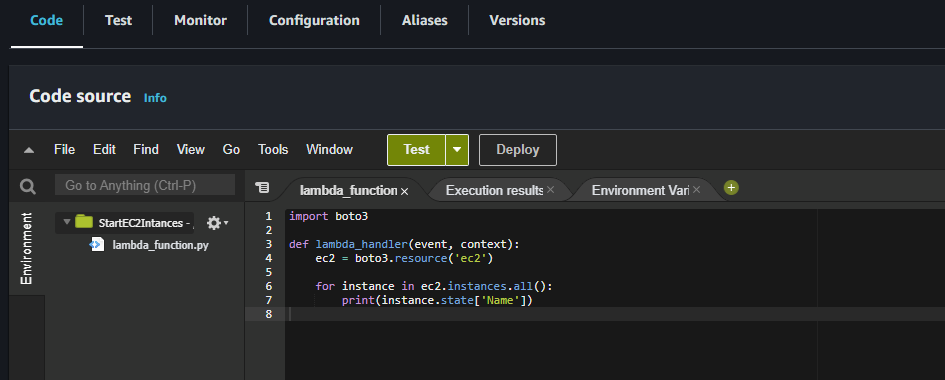 Code Test Monitor Configuration Aliases Versions
Code source Info
File Edit Find View Go Tools Window Test Deploy
Go to Anything (Ctrl-P) lambda_function Execution results Environment Vari
Environment
StartEC2Intances -
lambda_function.py
1 import boto3
2
3 def lambda_handler(event, context):
4     ec2 = boto3.resource('ec2')
5
6     for instance in ec2.instances.all():
7         print(instance.state['Name'])
8